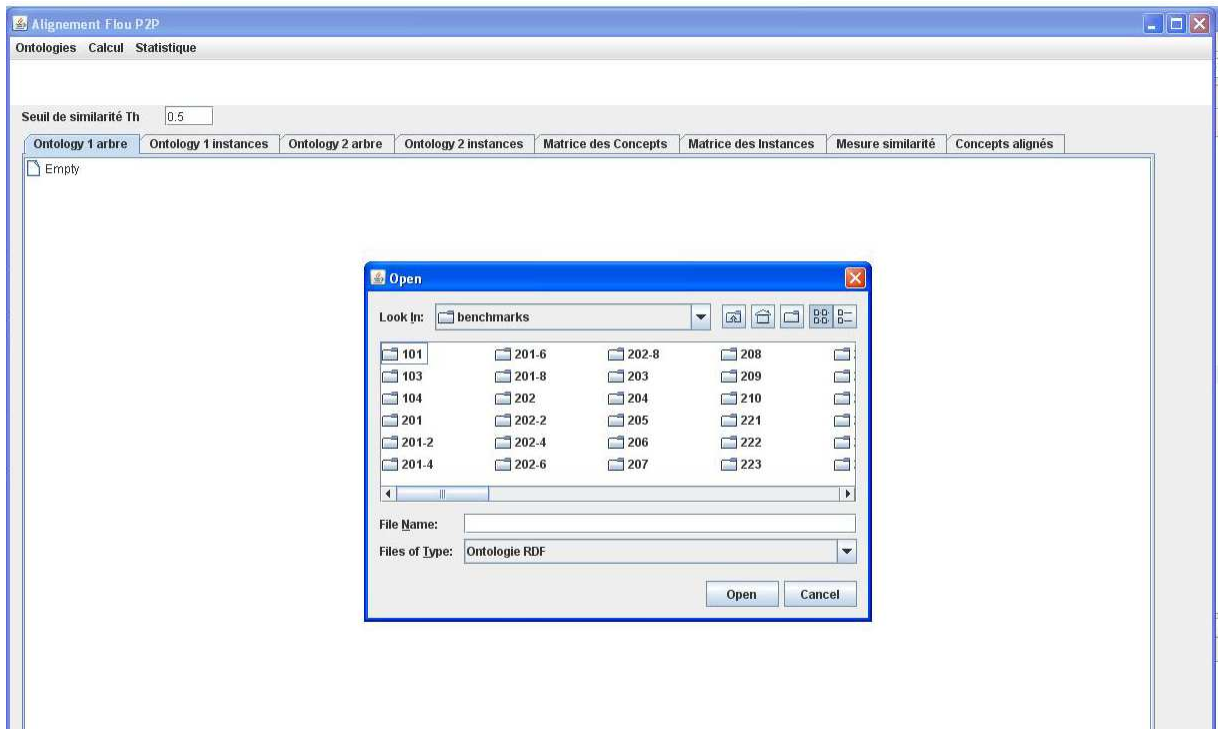 Alignement Flou P2P
Ontologies Calcul Statistique
Seuil de similarité Th 0.5
Ontology 1 arbre Ontology 1 instances Ontology 2 arbre Ontology 2 instances Matrice des Concepts Matrice des Instances Mesure similarité Concepts alignés
Empty
Open
Look In: benchmarks
101 201-6 202-8 208
103 201-8 203 209
104 202 204 210
201 202-2 205 221
201-2 202-4 206 222
201-4 202-6 207 223
File Name:
Files of Type: Ontologie RDF
Open Cancel